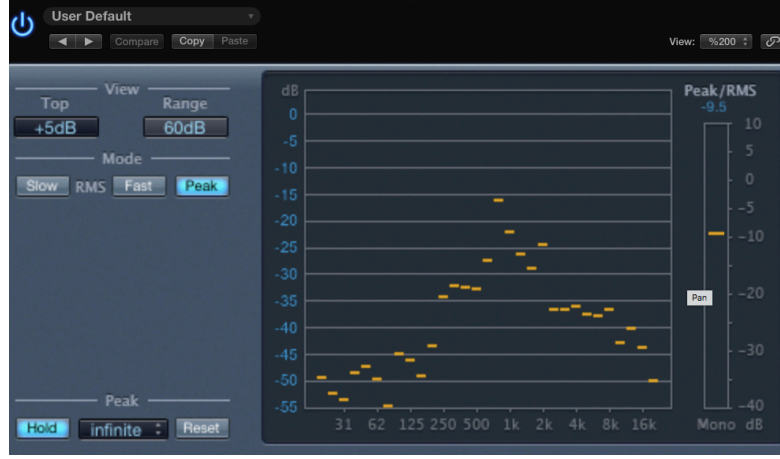 User Default
Compare Copy Paste
View: %200
View
Top Range
+5dB 60dB
Mode
Slow RMS Fast Peak
Peak
Hold infinite Reset
dB
0
-5
-10
-15
-20
-25
-30
-35
-40
-45
-50
-55
31 62 125 250 500 1k 2k 4k 8k 16k
Peak/RMS
-9.5
10
5
0
-5
-10
Pan
-20
-30
-40
Mono dB